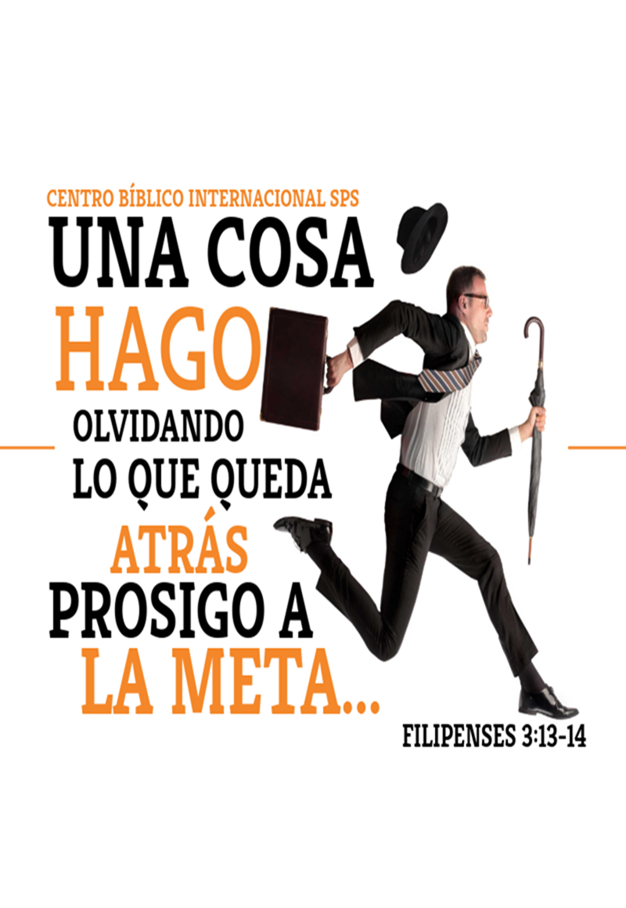 CENTRO BÍBLICO INTERNACIONAL SPS
UNA COSA
HAGO
OLVIDANDO
LO QUE QUEDA
ATRÁS
PROSIGO A
LA META...
FILIPENSES 3:13-14